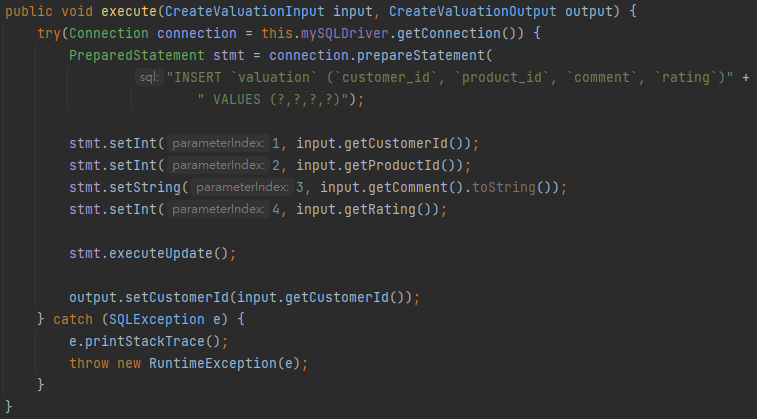 public void execute(CreateValuationInput input, CreateValuationOutput output) {
    try(Connection connection = this.mySQLDriver.getConnection()) {
        PreparedStatement stmt = connection.prepareStatement(
                sql: "INSERT `valuation` (`customer_id`, `product_id`, `comment`, `rating`)" +
                        " VALUES (?,?,?,?)");

        stmt.setInt( parameterIndex: 1, input.getCustomerId());
        stmt.setInt( parameterIndex: 2, input.getProductId());
        stmt.setString( parameterIndex: 3, input.getComment().toString());
        stmt.setInt( parameterIndex: 4, input.getRating());

        stmt.executeUpdate();

        output.setCustomerId(input.getCustomerId());
    } catch (SQLException e) {
        e.printStackTrace();
        throw new RuntimeException(e);
    }
}